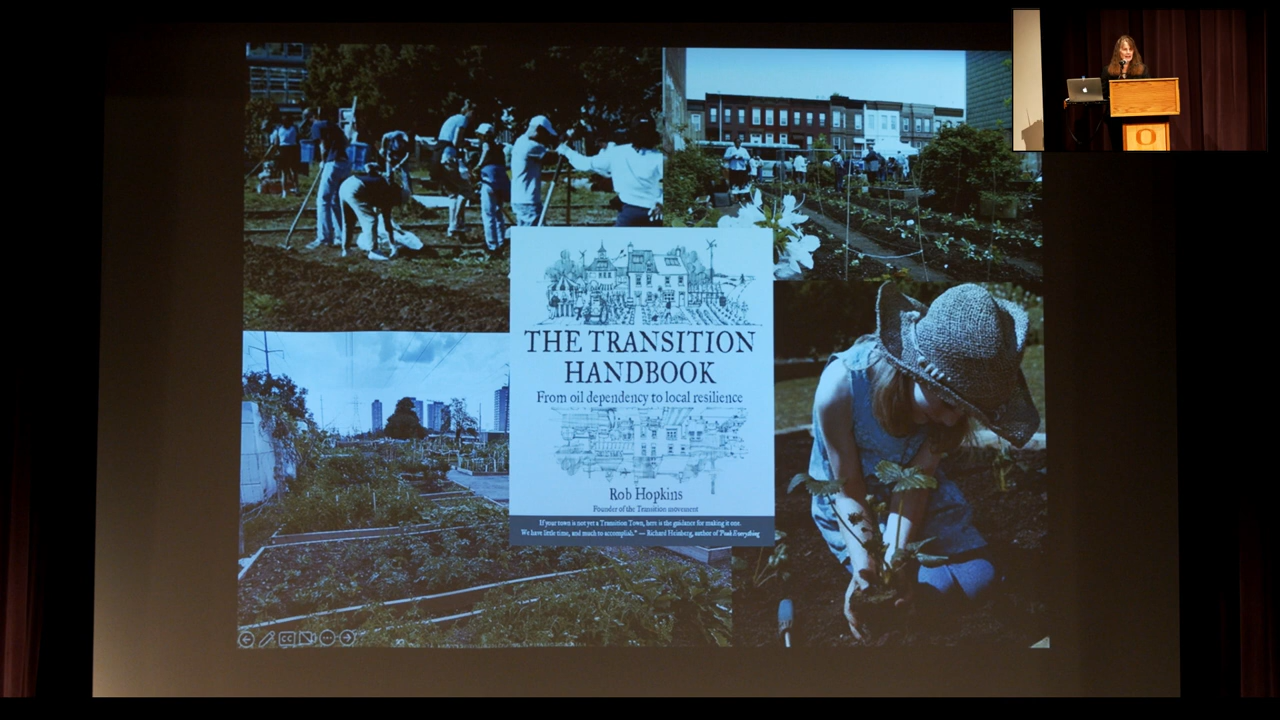 THE TRANSITION
HANDBOOK
From oil dependency to local resilience
Rob Hopkins
Founder of the Transition movement
If your town is not yet a Transition Town, here is the guidance for making it one.
We have little time, and much to accomplish." — Richard Heinberg, author of Peak Everything
CC
O